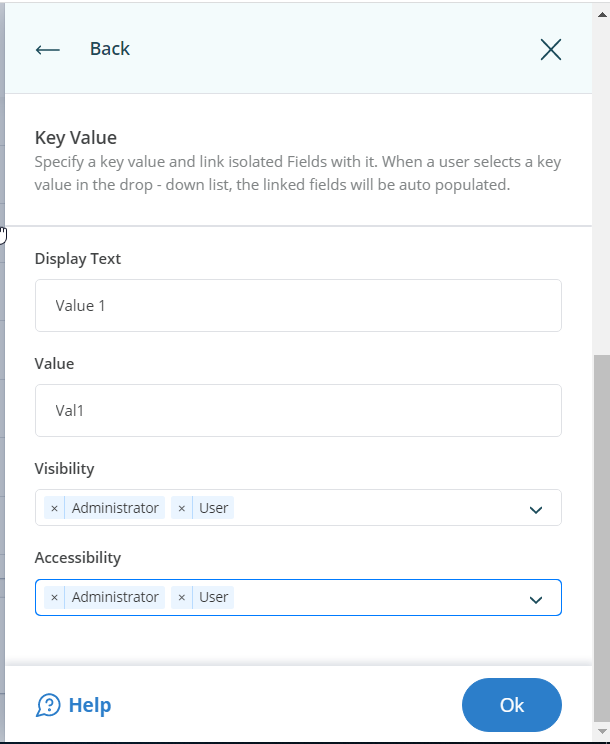 Back
Key Value
Specify a key value and link isolated Fields with it. When a user selects a key
value in the drop - down list, the linked fields will be auto populated.
Display Text
Value 1
Value
Val1
Visibility
× Administrator × User
Accessibility
× Administrator × User
Help
Ok